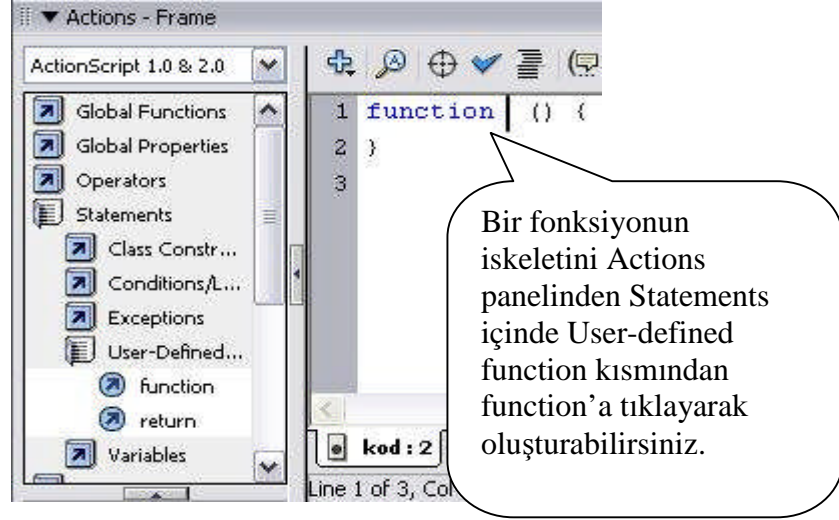 Actions - Frame
ActionScript 1.0 & 2.0
Global Functions
Global Properties
Operators
Statements
Class Constr...
Conditions/L...
Exceptions
User-Defined...
function
return
Variables
1 function () {
2 }
3
kod : 2
Line 1 of 3, Col
Bir fonksiyonun
iskeletini Actions
panelinden Statements
içinde User-defined
function kısmından
function’a tıklayarak
oluşturabilirsiniz.